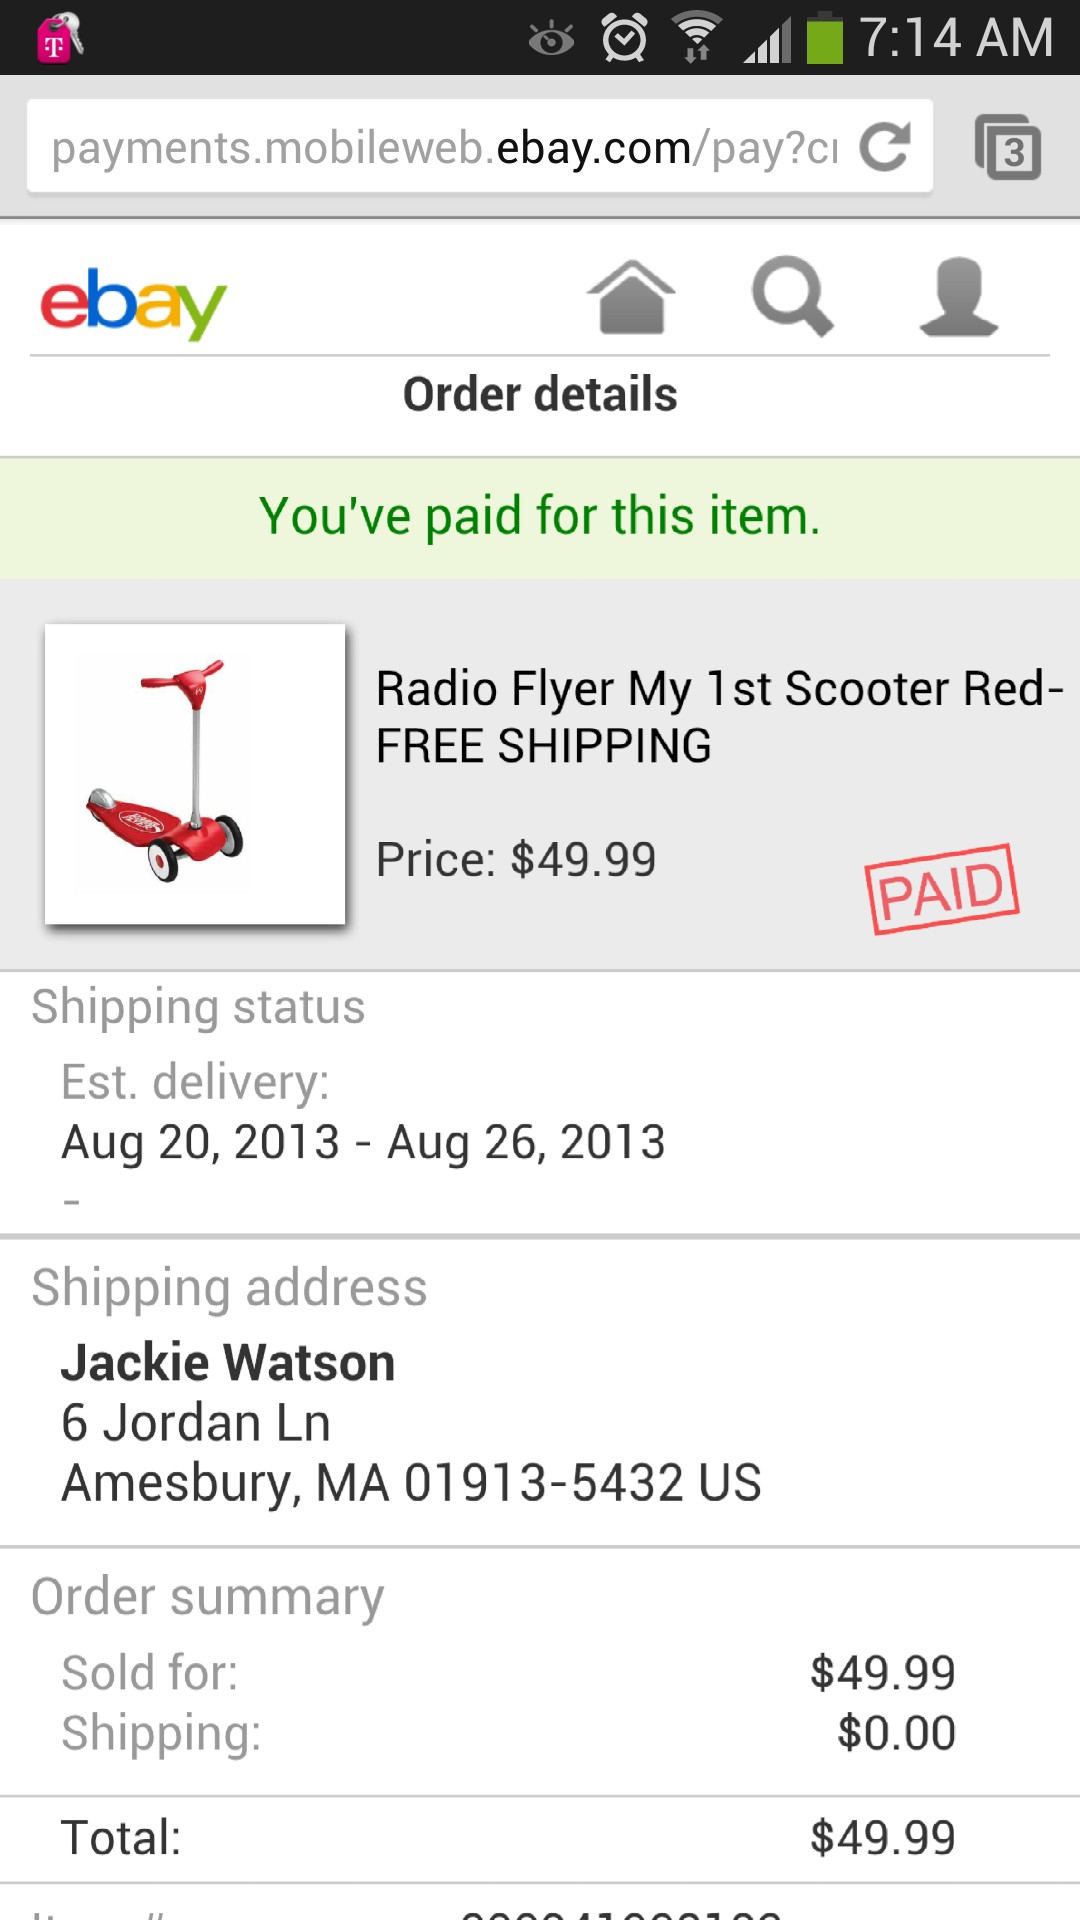 T
7:14 AM
payments.mobileweb.ebay.com/pay?c
3
ebay
Order details
You've paid for this item.
Radio Flyer My 1st Scooter Red-
FREE SHIPPING
Price: $49.99
PAID
Shipping status
Est. delivery:
Aug 20, 2013 - Aug 26, 2013
-
Shipping address
Jackie Watson
6 Jordan Ln
Amesbury, MA 01913-5432 US
Order summary
Sold for:
$49.99
Shipping:
$0.00
Total:
$49.99